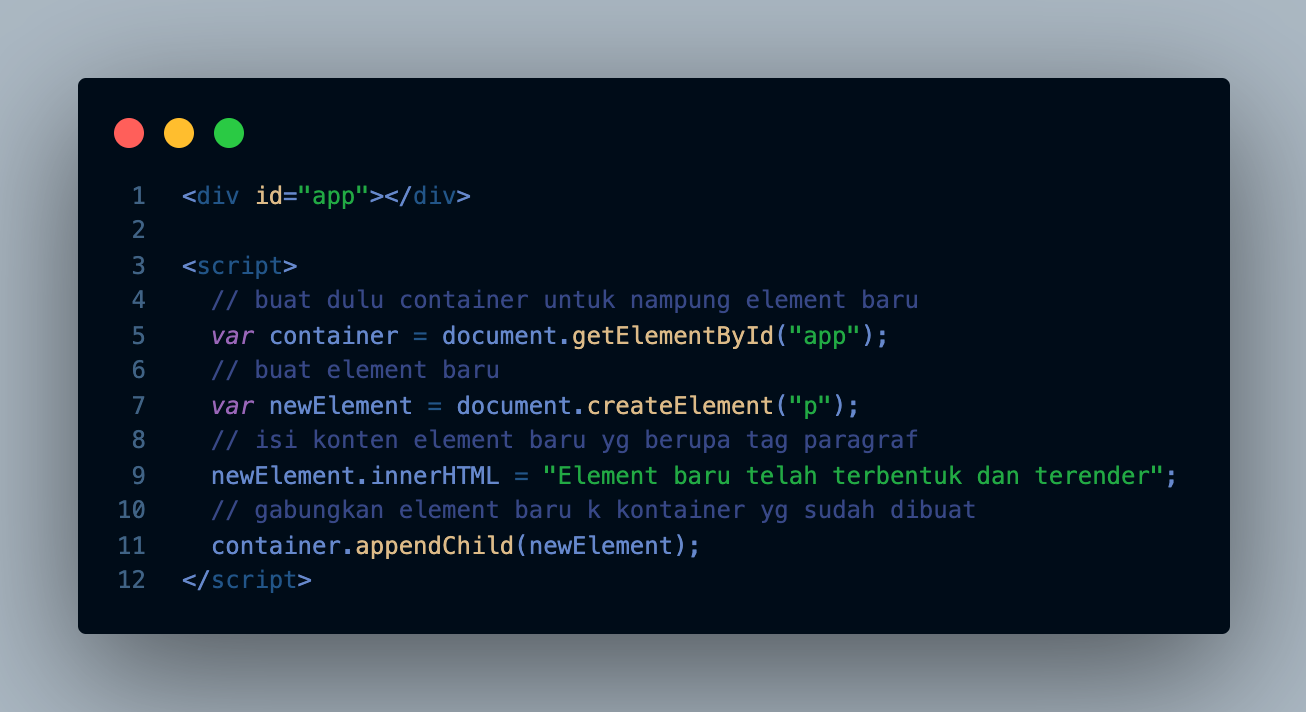 1 <div id="app"></div>
2
3 <script>
4 // buat dulu container untuk nampung element baru
5 var container = document.getElementById("app");
6 // buat element baru
7 var newElement = document.createElement("p");
8 // isi konten element baru yg berupa tag paragraf
9 newElement.innerHTML = "Element baru telah terbentuk dan terender";
10 // gabungkan element baru k kontainer yg sudah dibuat
11 container.appendChild(newElement);
12 </script>